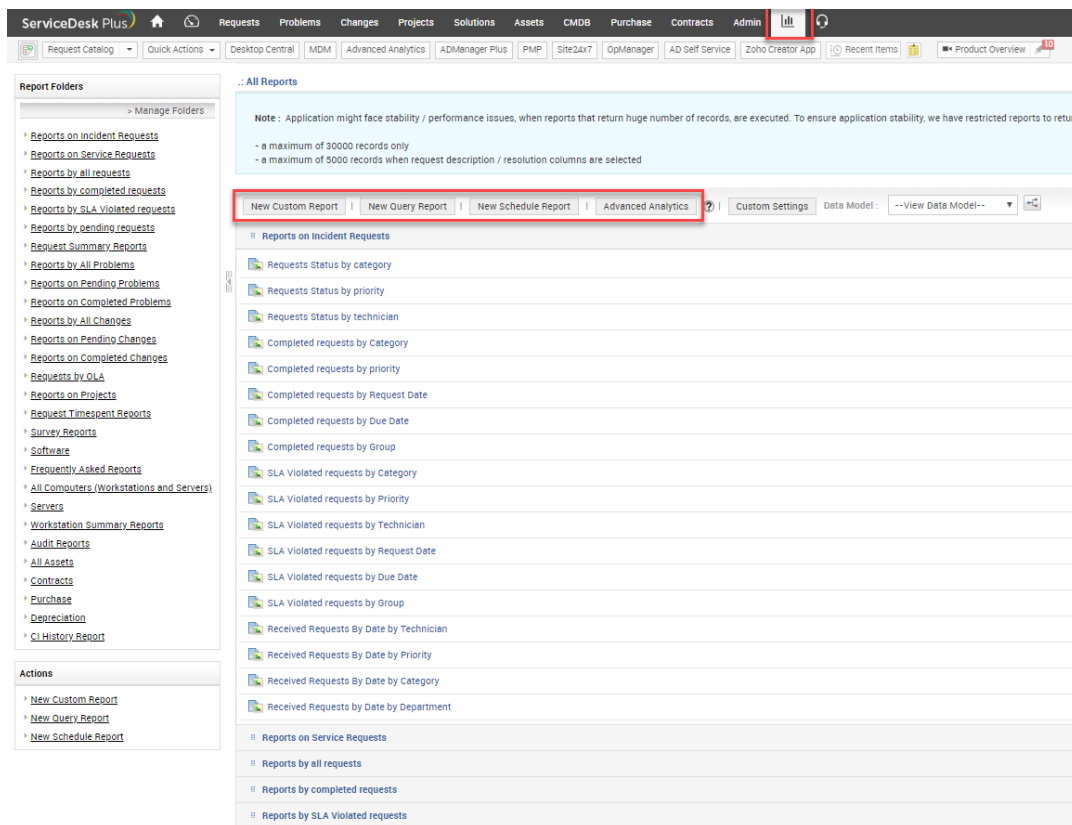 ServiceDesk Plus Requests Problems Changes Projects Solutions Assets CMDB Purchase Contracts Admin
Request Catalog Quick Actions Desktop Central MDM Advanced Analytics ADManager Plus PMP Site24x7 OpManager AD Self Service Zoho Creator App Recent Items Product Overview 10
Report Folders
> Manage Folders
Reports on Incident Requests
Reports on Service Requests
Reports by all requests
Reports by completed requests
Reports by SLA Violated requests
Reports by pending requests
Request Summary Reports
Reports by All Problems
Reports on Pending Problems
Reports on Completed Problems
Reports by All Changes
Reports on Pending Changes
Reports on Completed Changes
Requests by OLA
Reports on Projects
Request Timespent Reports
Survey Reports
Software
Frequently Asked Reports
All Computers (Workstations and Servers)
Servers
Workstation Summary Reports
Audit Reports
All Assets
Contracts
Purchase
Depreciation
CI History Report
Actions
New Custom Report
New Query Report
New Schedule Report
.: All Reports
Note : Application might face stability / performance issues, when reports that return huge number of records, are executed. To ensure application stability, we have restricted reports to retu
- a maximum of 30000 records only
- a maximum of 5000 records when request description / resolution columns are selected
New Custom Report | New Query Report | New Schedule Report | Advanced Analytics ? | Custom Settings Data Model : --View Data Model--
Reports on Incident Requests
Requests Status by category
Requests Status by priority
Requests Status by technician
Completed requests by Category
Completed requests by priority
Completed requests by Request Date
Completed requests by Due Date
Completed requests by Group
SLA Violated requests by Category
SLA Violated requests by Priority
SLA Violated requests by Technician
SLA Violated requests by Request Date
SLA Violated requests by Due Date
SLA Violated requests by Group
Received Requests By Date by Technician
Received Requests By Date by Priority
Received Requests By Date by Category
Received Requests by Date by Department
Reports on Service Requests
Reports by all requests
Reports by completed requests
Reports by SLA Violated requests